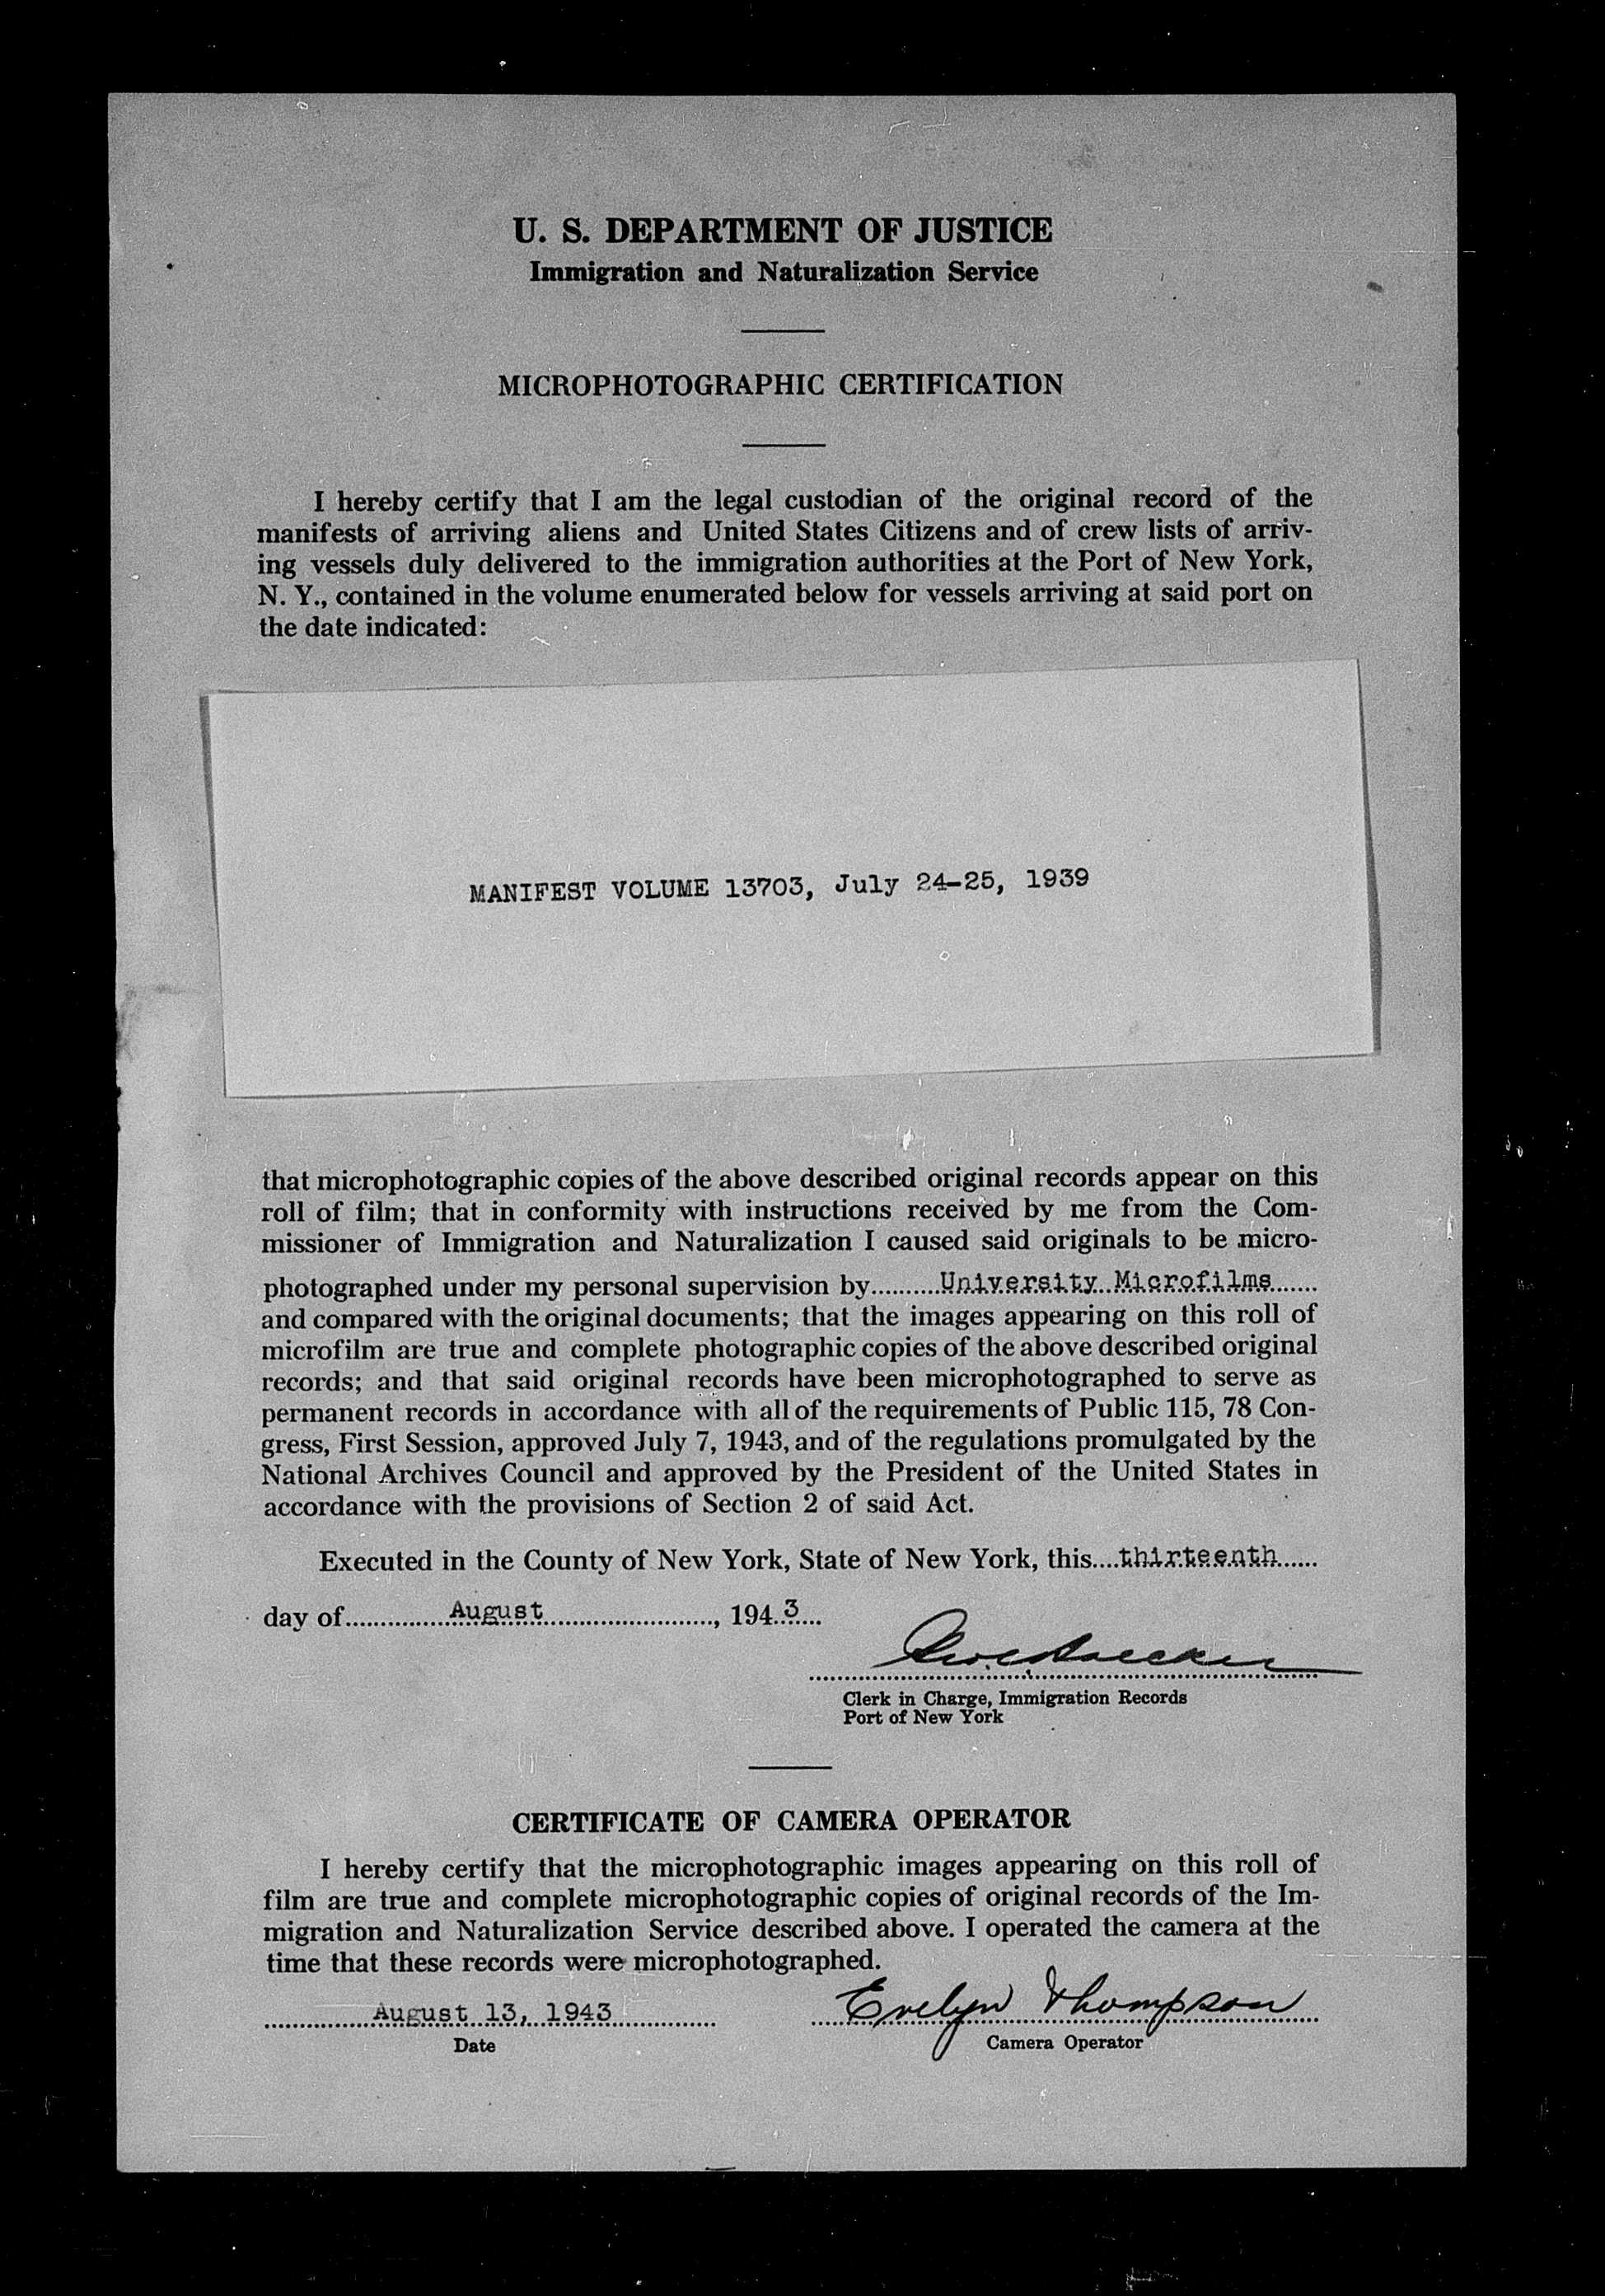 U. S. DEPARTMENT OF JUSTICE
Immigration and Naturalization Service
MICROPHOTOGRAPHIC CERTIFICATION
I hereby certify that I am the legal custodian of the original record of the
manifests of arriving aliens and United States Citizens and of crew lists of arriv-
ing vessels duly delivered to the immigration authorities at the Port of New York,
N. Y., contained in the volume enumerated below for vessels arriving at said port on
the date indicated:
MANIFEST VOLUME 13703, July 24-25, 1939
that microphotographic copies of the above described original records appear on this
roll of film; that in conformity with instructions received by me from the Com-
missioner of Immigration and Naturalization I caused said originals to be micro-
photographed under my personal supervision by..........University Microfilms.......
and compared with the original documents; that the images appearing on this roll of
microfilm are true and complete photographic copies of the above described original
records; and that said original records have been microphotographed to serve as
permanent records in accordance with all of the requirements of Public 115, 78 Con-
gress, First Session, approved July 7, 1943, and of the regulations promulgated by the
National Archives Council and approved by the President of the United States in
accordance with the provisions of Section 2 of said Act.
Executed in the County of New York, State of New York, this....thirteenth......
day of..............August........................, 194.3...
Clerk in Charge, Immigration Records
Port of New York
CERTIFICATE OF CAMERA OPERATOR
I hereby certify that the microphotographic images appearing on this roll of
film are true and complete microphotographic copies of original records of the Im-
migration and Naturalization Service described above. I operated the camera at the
time that these records were microphotographed.
August 13, 1943 Evelyn Thompson
Date Camera Operator